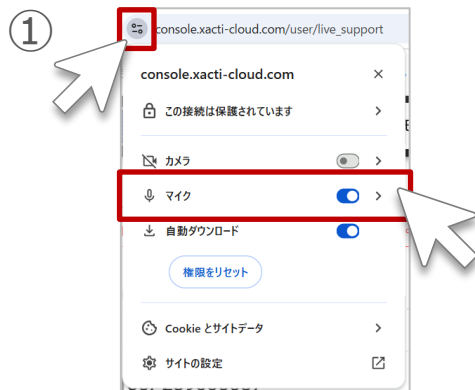 ①
console.xacti-cloud.com/user/live_support
console.xacti-cloud.com
この接続は保護されています
カメラ
マイク
自動ダウンロード
権限をリセット
Cookie とサイトデータ
サイトの設定